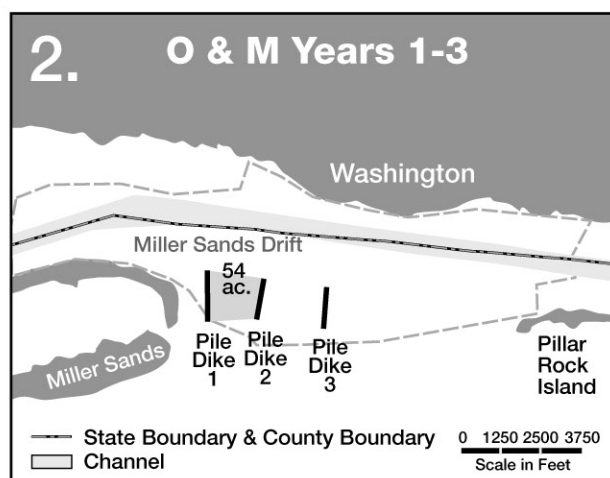 2.
O & M Years 1-3
Washington
Miller Sands Drift
54
ac.
Pile
Dike
1
Pile
Dike
2
Pile
Dike
3
Miller Sands
Pillar
Rock
Island
State Boundary & County Boundary
Channel
0 1250 2500 3750
Scale in Feet